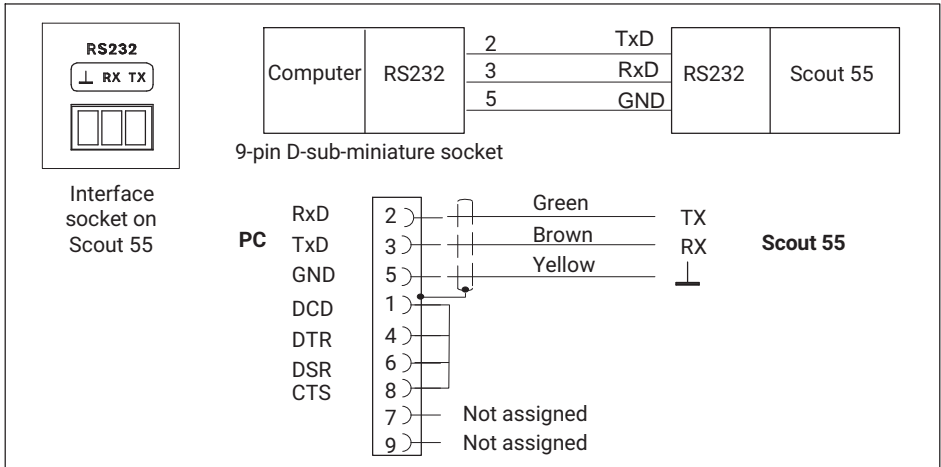 RS232
⊥ RX TX
Interface
socket on
Scout 55
Computer RS232 2 TxD RS232 Scout 55
3 RxD
5 GND
9-pin D-sub-miniature socket
PC Scout 55
RxD 2 Green TX
TxD 3 Brown RX
GND 5 Yellow
DCD 1
DTR 4
DSR 6
CTS 8
7 Not assigned
9 Not assigned